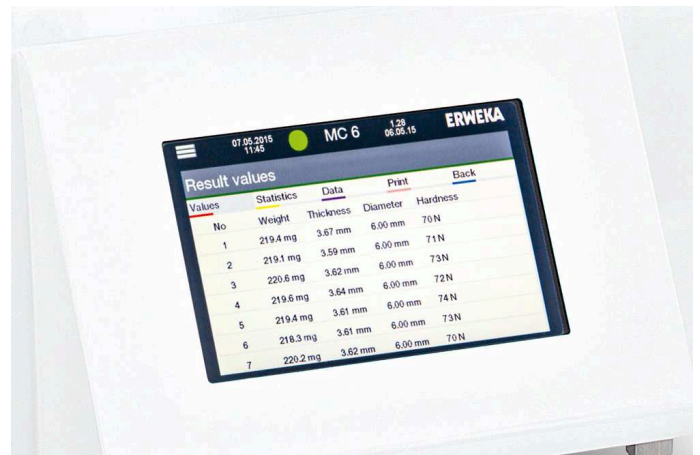 07.05.2015 11:45 MC 6 1.28 06.05.15 ERWEKA
Result values
Values Statistics Data Print Back
No Weight Thickness Diameter Hardness
1 219.4 mg 3.67 mm 6.00 mm 70 N
2 219.1 mg 3.59 mm 6.00 mm 71 N
3 220.6 mg 3.62 mm 6.00 mm 73 N
4 219.6 mg 3.64 mm 6.00 mm 72 N
5 219.4 mg 3.61 mm 6.00 mm 74 N
6 218.3 mg 3.61 mm 6.00 mm 73 N
7 220.2 mg 3.62 mm 6.00 mm 70 N